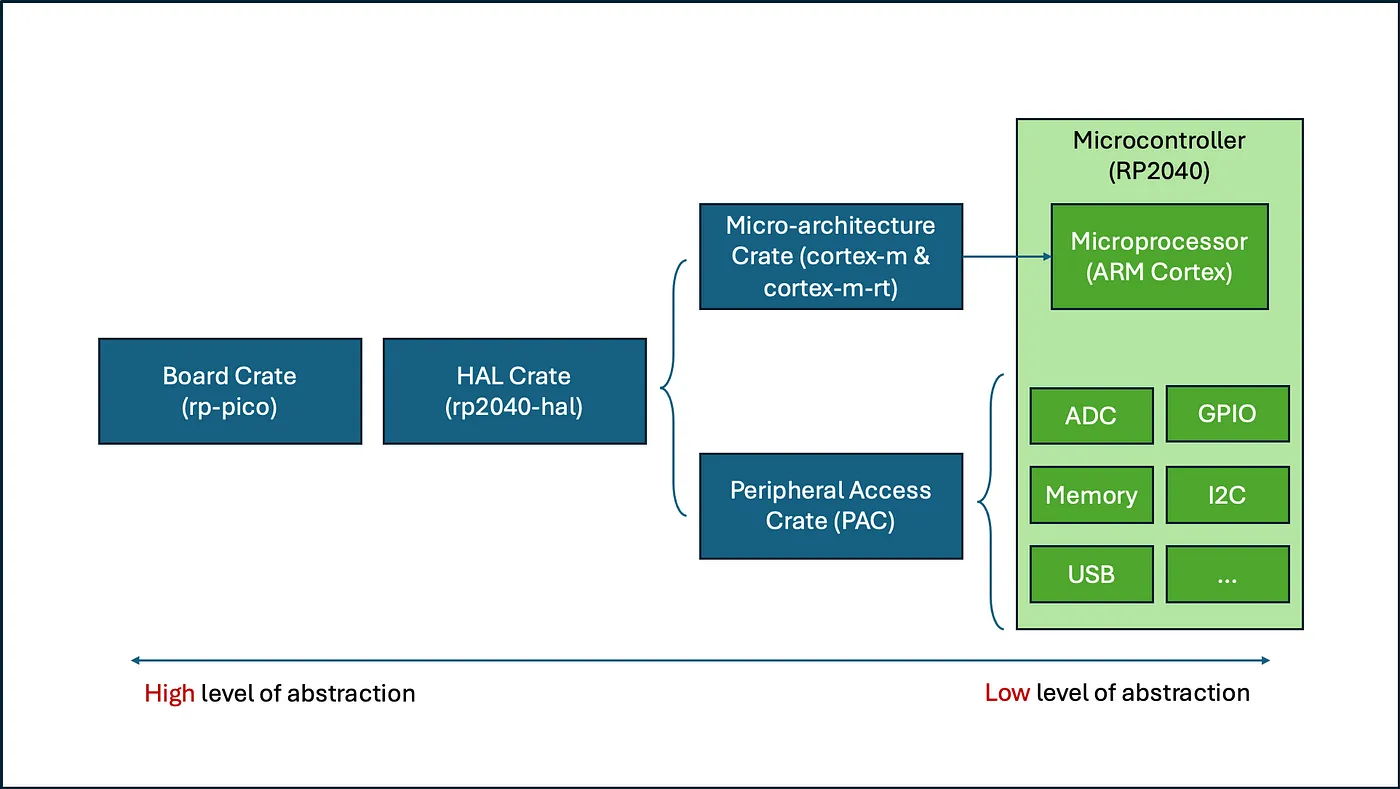 Microcontroller
(RP2040)
Micro-architecture
Crate (cortex-m &
cortex-m-rt)
Microprocessor
(ARM Cortex)
Board Crate
(rp-pico)
HAL Crate
(rp2040-hal)
Peripheral Access
Crate (PAC)
ADC
GPIO
Memory
I2C
USB
...
High level of abstraction
Low level of abstraction